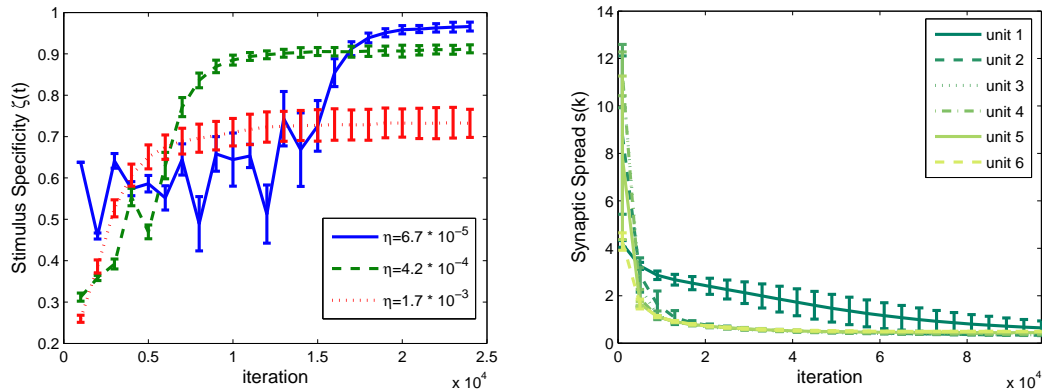 Stimulus Specificity ζ(t)
1
0.9
0.8
0.7
0.6
0.5
0.4
0.3
0.2
0
0.5
1
1.5
2
2.5
x 10⁴
iteration
η=6.7 * 10⁻⁵
η=4.2 * 10⁻⁴
η=1.7 * 10⁻³
Synaptic Spread s(k)
14
12
10
8
6
4
2
0
0
2
4
6
8
x 10⁴
iteration
unit 1
unit 2
unit 3
unit 4
unit 5
unit 6